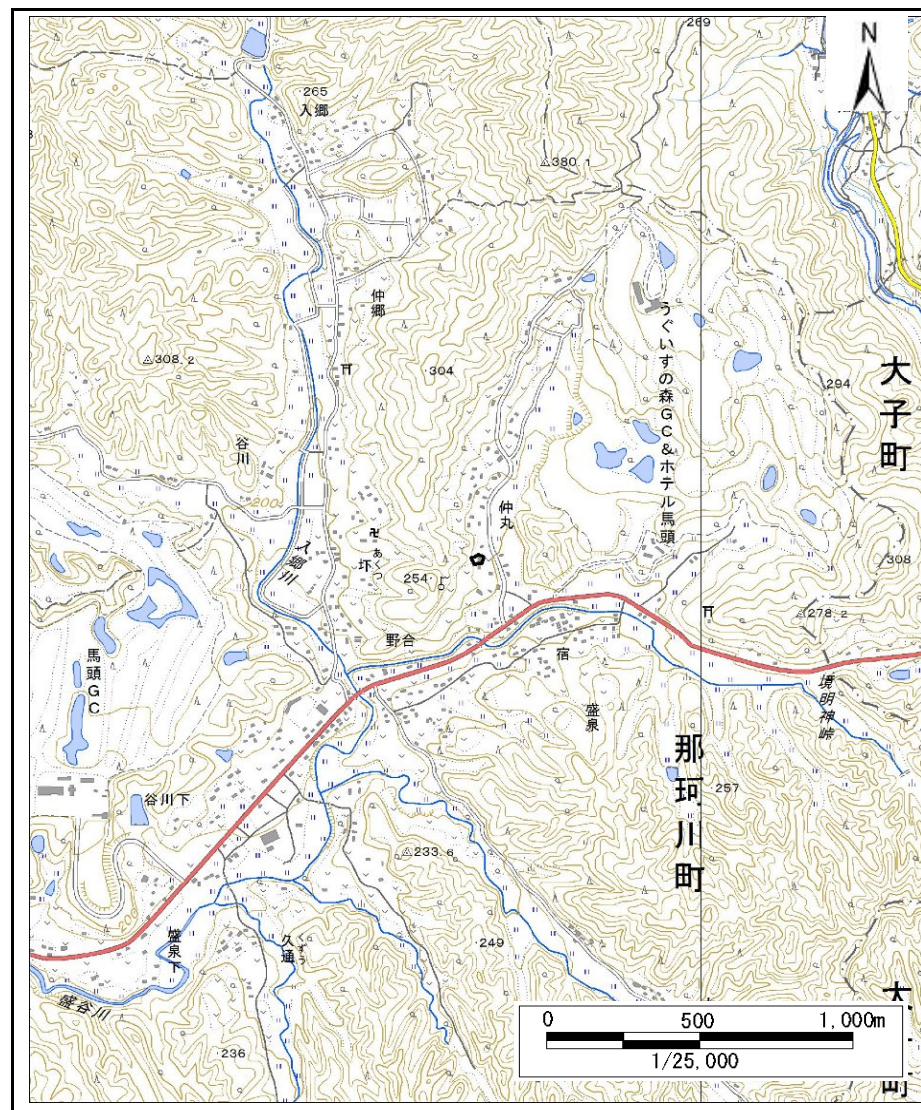 269
N
265
入郷
380.1
仲郷
308.2
304
うぐいすの森GC&ホテル馬頭
294
大子町
谷川
200
仲丸
308
入郷川
あくつ
圷
254
278.2
野合
宿
境明神峠
馬頭GC
盛泉
那珂川町
257
谷川下
233.6
盛泉下
くずう
久通
249
盛谷川
236
0 500 1,000m
1/25,000